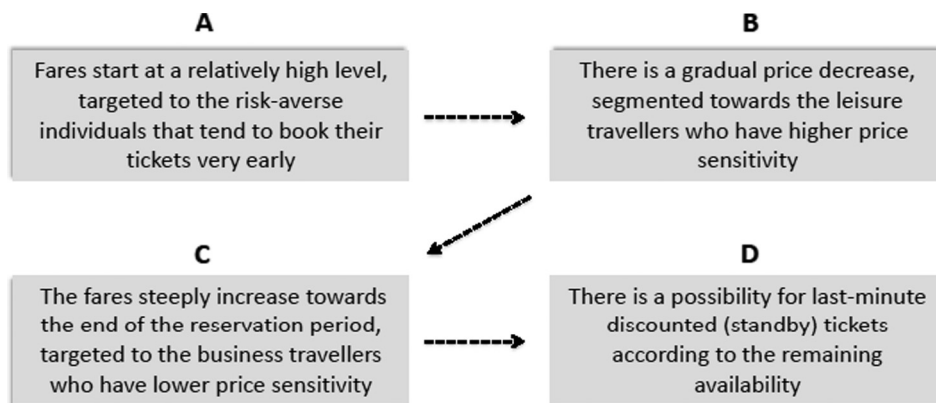 A
Fares start at a relatively high level,
targeted to the risk-averse
individuals that tend to book their
tickets very early
B
There is a gradual price decrease,
segmented towards the leisure
travellers who have higher price
sensitivity
C
The fares steeply increase towards
the end of the reservation period,
targeted to the business travellers
who have lower price sensitivity
D
There is a possibility for last-minute
discounted (standby) tickets
according to the remaining
availability